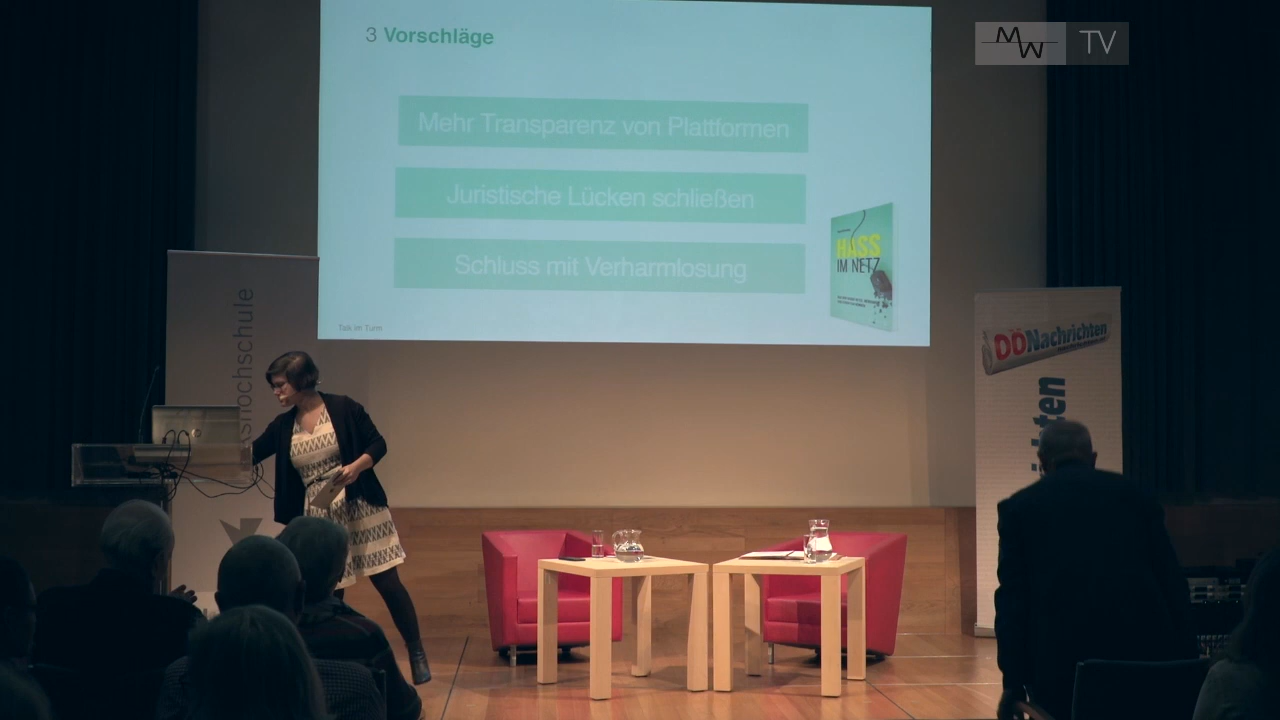 MW TV
3 Vorschläge
Mehr Transparenz von Plattformen
Juristische Lücken schließen
Schluss mit Verharmlosung
HASS
IM NETZ
Tick im Turm
OÖNachrichten